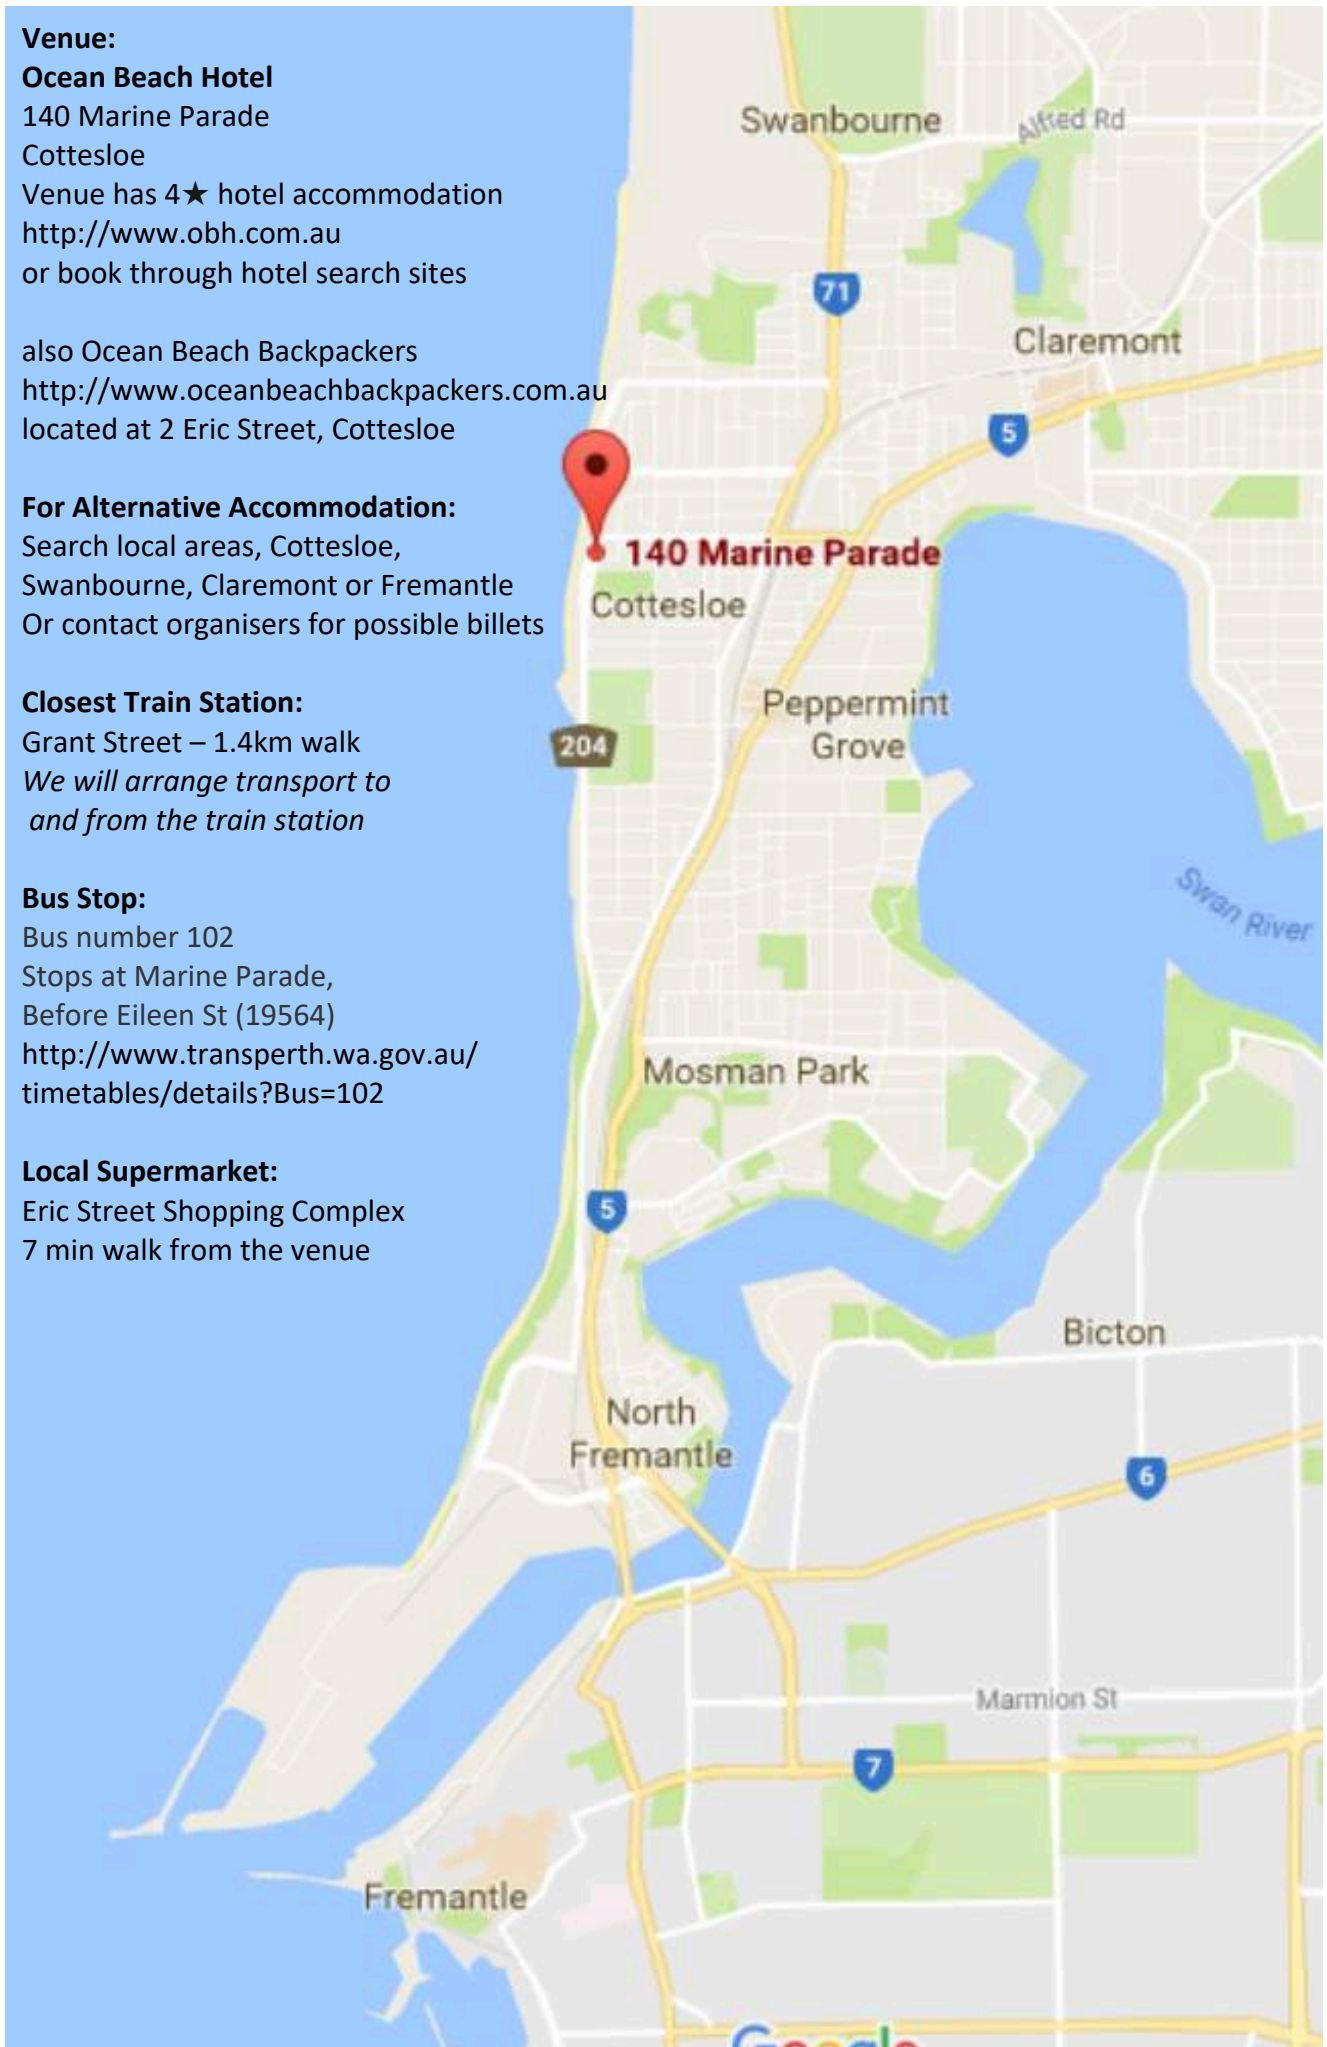 Venue:
Ocean Beach Hotel
140 Marine Parade
Cottesloe
Venue has 4★ hotel accommodation
http://www.obh.com.au
or book through hotel search sites
also Ocean Beach Backpackers
http://www.oceanbeachbackpackers.com.au
located at 2 Eric Street, Cottesloe
For Alternative Accommodation:
Search local areas, Cottesloe,
Swanbourne, Claremont or Fremantle
Or contact organisers for possible billets
Closest Train Station:
Grant Street – 1.4km walk
We will arrange transport to
and from the train station
Bus Stop:
Bus number 102
Stops at Marine Parade,
Before Eileen St (19564)
http://www.transperth.wa.gov.au/
timetables/details?Bus=102
Local Supermarket:
Eric Street Shopping Complex
7 min walk from the venue
Swanbourne
Alfred Rd
71
Claremont
5
140 Marine Parade
Cottesloe
Peppermint
Grove
204
Swan River
Mosman Park
5
Bicton
North
Fremantle
6
Marmion St
7
Fremantle
Google